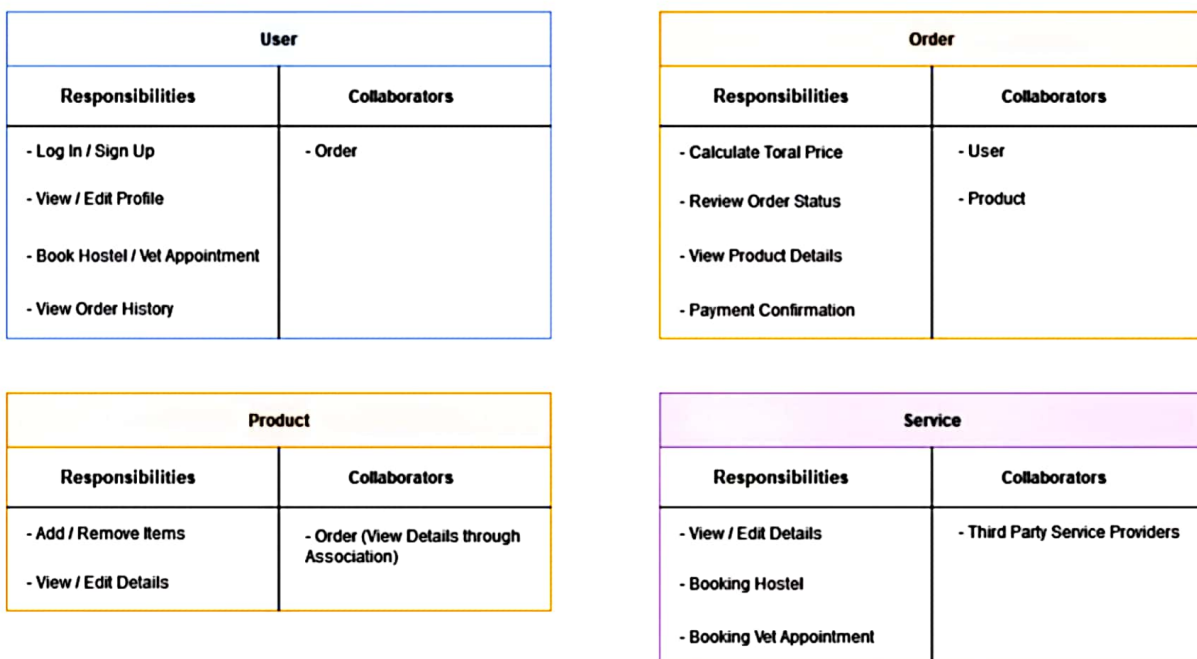 User
Responsibilities
Collaborators
- Log In / Sign Up
- Order
- View / Edit Profile
- Book Hostel / Vet Appointment
- View Order History
Order
Responsibilities
Collaborators
- Calculate Toral Price
- User
- Review Order Status
- Product
- View Product Details
- Payment Confirmation
Product
Responsibilities
Collaborators
- Add / Remove Items
- Order (View Details through
Association)
- View / Edit Details
Service
Responsibilities
Collaborators
- View / Edit Details
- Third Party Service Providers
- Booking Hostel
- Booking Vet Appointment